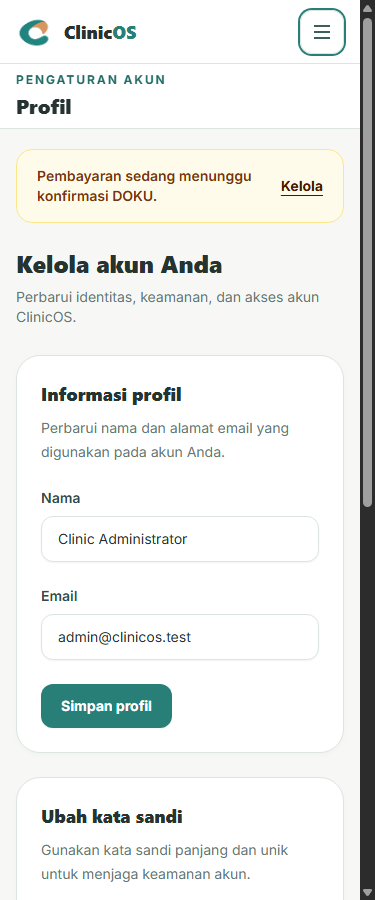 ClinicOS
PENGATURAN AKUN
Profil
Pembayaran sedang menunggu
konfirmasi DOKU.
Kelola
Kelola akun Anda
Perbarui identitas, keamanan, dan akses akun
ClinicOS.
Informasi profil
Perbarui nama dan alamat email yang
digunakan pada akun Anda.
Nama
Clinic Administrator
Email
admin@clinicos.test
Simpan profil
Ubah kata sandi
Gunakan kata sandi panjang dan unik
untuk menjaga keamanan akun.